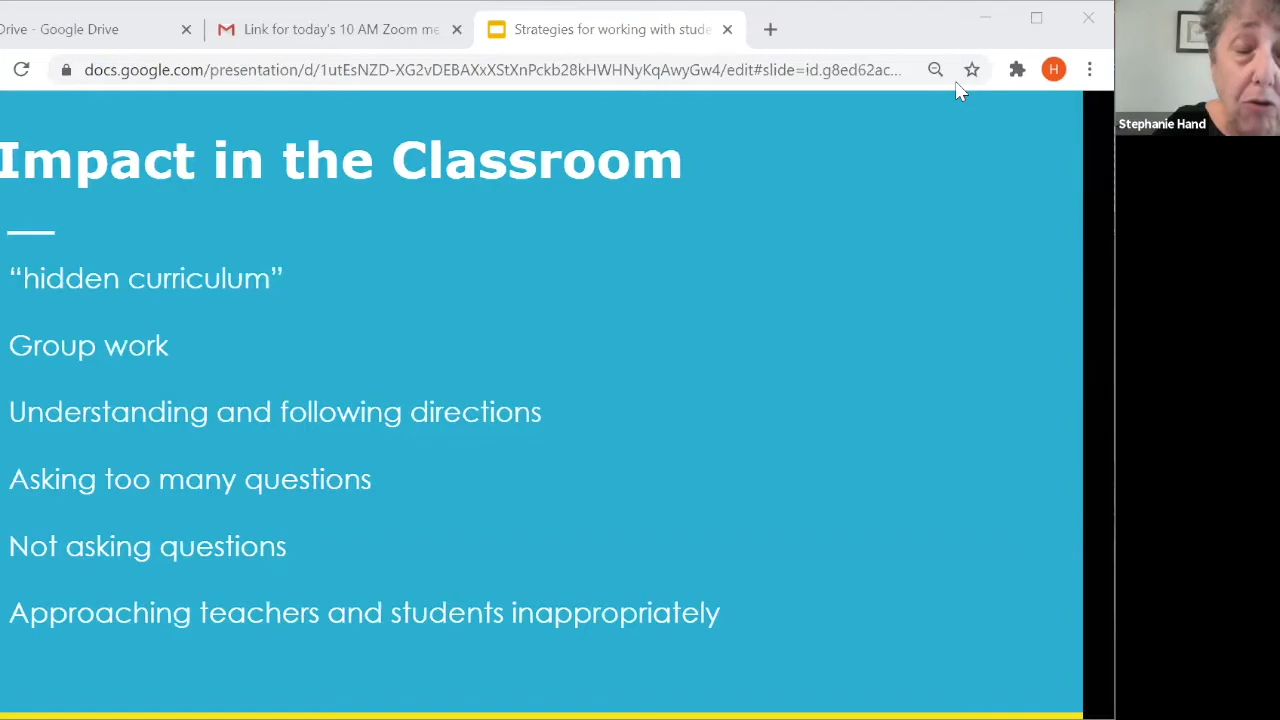 Drive - Google Drive
Link for today's 10 AM Zoom me
Strategies for working with stude
docs.google.com/presentation/d/1utEeNZD-XG2vDEBAXxXStXnPckb28kHWHNyKqAwyGw4/edit#slide=id.g8ed62ac...
H
Stephanie Hand
Impact in the Classroom
“hidden curriculum”
Group work
Understanding and following directions
Asking too many questions
Not asking questions
Approaching teachers and students inappropriately